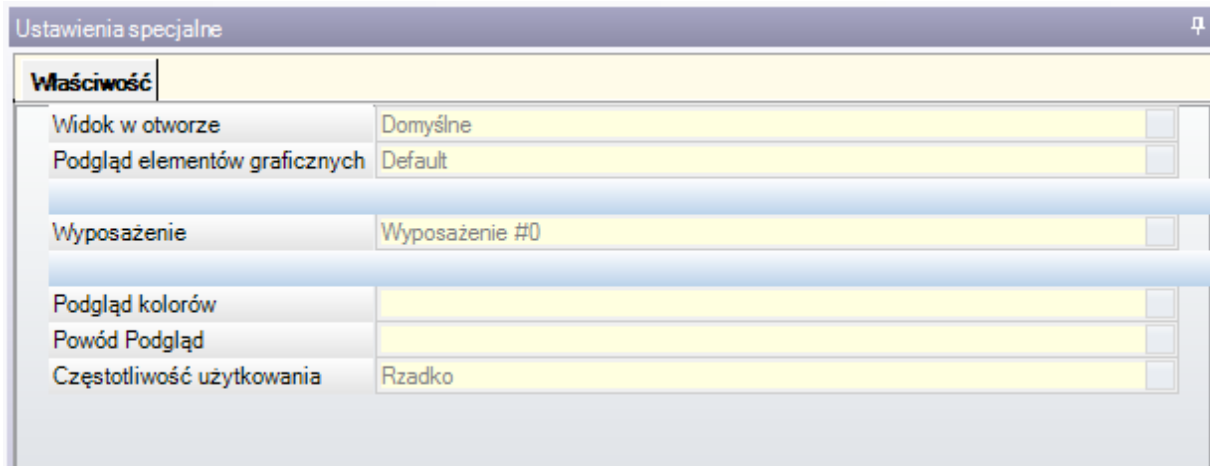 Ustawienia specjalne
Właściwość
Widok w otworze Domyślne
Podgląd elementów graficznych Default
Wyposażenie Wyposażenie #0
Podgląd kolorów
Powód Podgląd
Częstotliwość użytkowania Rzadko